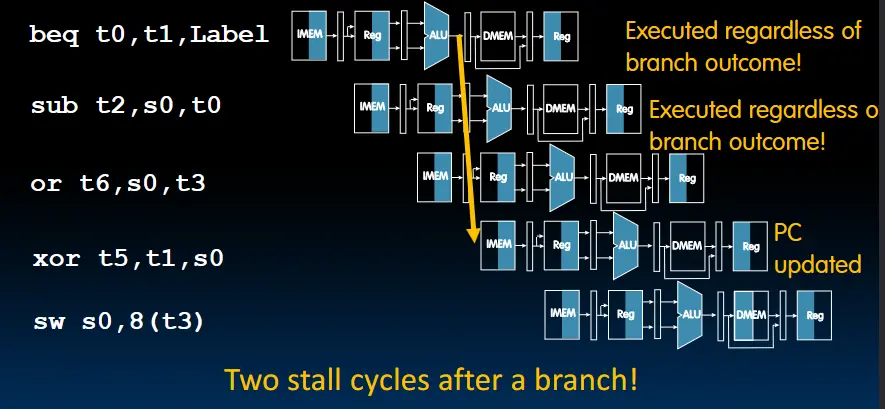 beq t0,t1,Label
IMEM Reg ALU DMEM Reg
Executed regardless of
branch outcome!
sub t2,s0,t0
IMEM Reg ALU DMEM Reg
Executed regardless o
branch outcome!
or t6,s0,t3
IMEM Reg ALU DMEM Reg
xor t5,t1,s0
IMEM Reg ALU DMEM Reg
PC
updated
sw s0,8(t3)
IMEM Reg ALU DMEM Reg
Two stall cycles after a branch!